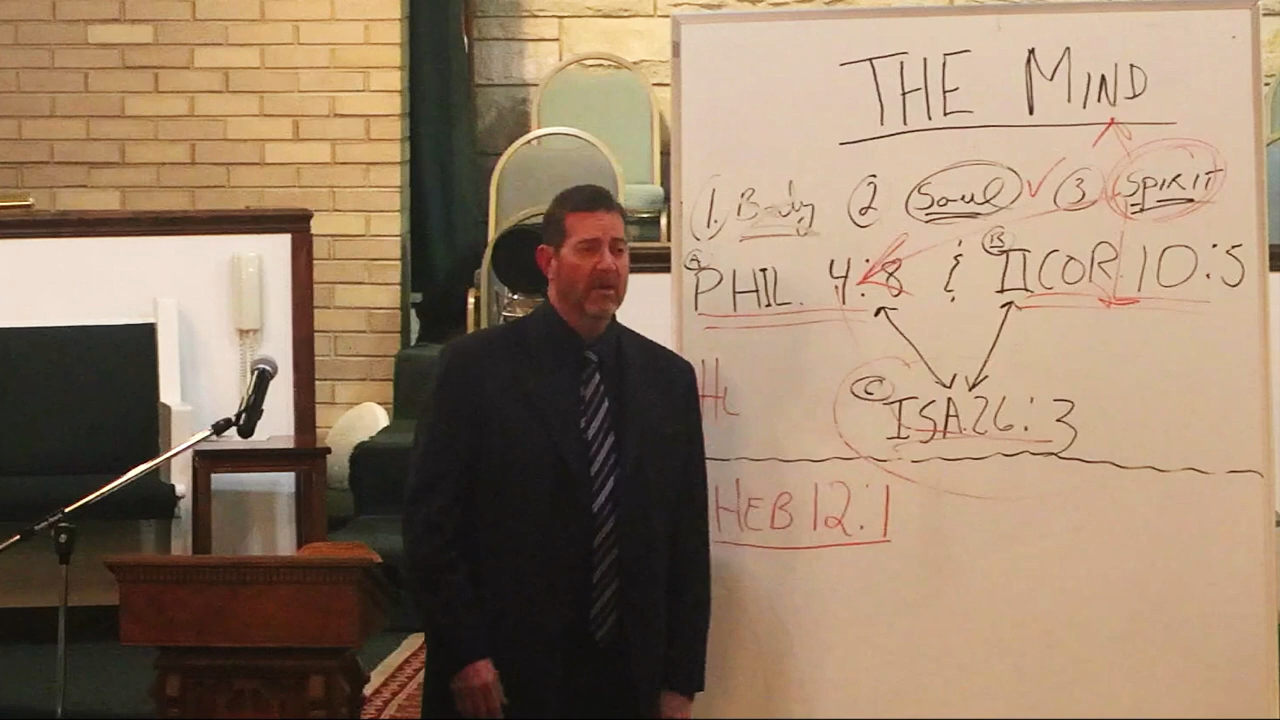 THE MIND
1. Body 2 Soul 3 SPIRIT
A PHIL. 4:8 & B II COR 10:5
C ISA. 26:3
HEB 12:1